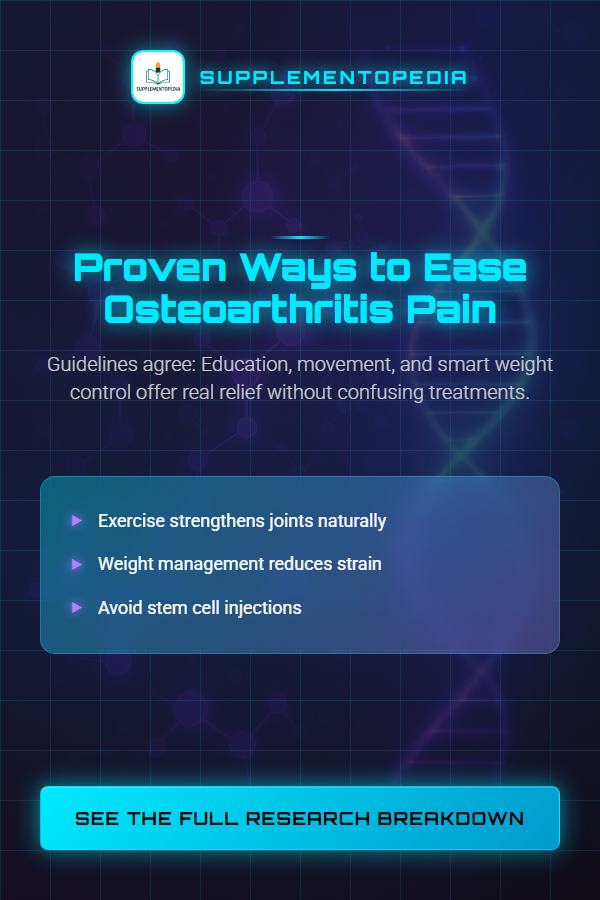 SUPPLEMENTOPEDIA
SUPPLEMENTOPEDIA
Proven Ways to Ease
Osteoarthritis Pain
Guidelines agree: Education, movement, and smart weight
control offer real relief without confusing treatments.
Exercise strengthens joints naturally
Weight management reduces strain
Avoid stem cell injections
SEE THE FULL RESEARCH BREAKDOWN